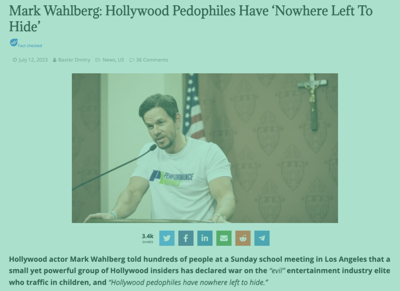 Mark Wahlberg: Hollywood Pedophiles Have ‘Nowhere Left To
Hide’
Fact checked
July 12, 2023 Baxter Dmitry News, US 39 Comments
PERFORMANCE
3.4k
SHARES
Hollywood actor Mark Wahlberg told hundreds of people at a Sunday school meeting in Los Angeles that a
small yet powerful group of Hollywood insiders has declared war on the “evil” entertainment industry elite
who traffic in children, and “Hollywood pedophiles have nowhere left to hide.”